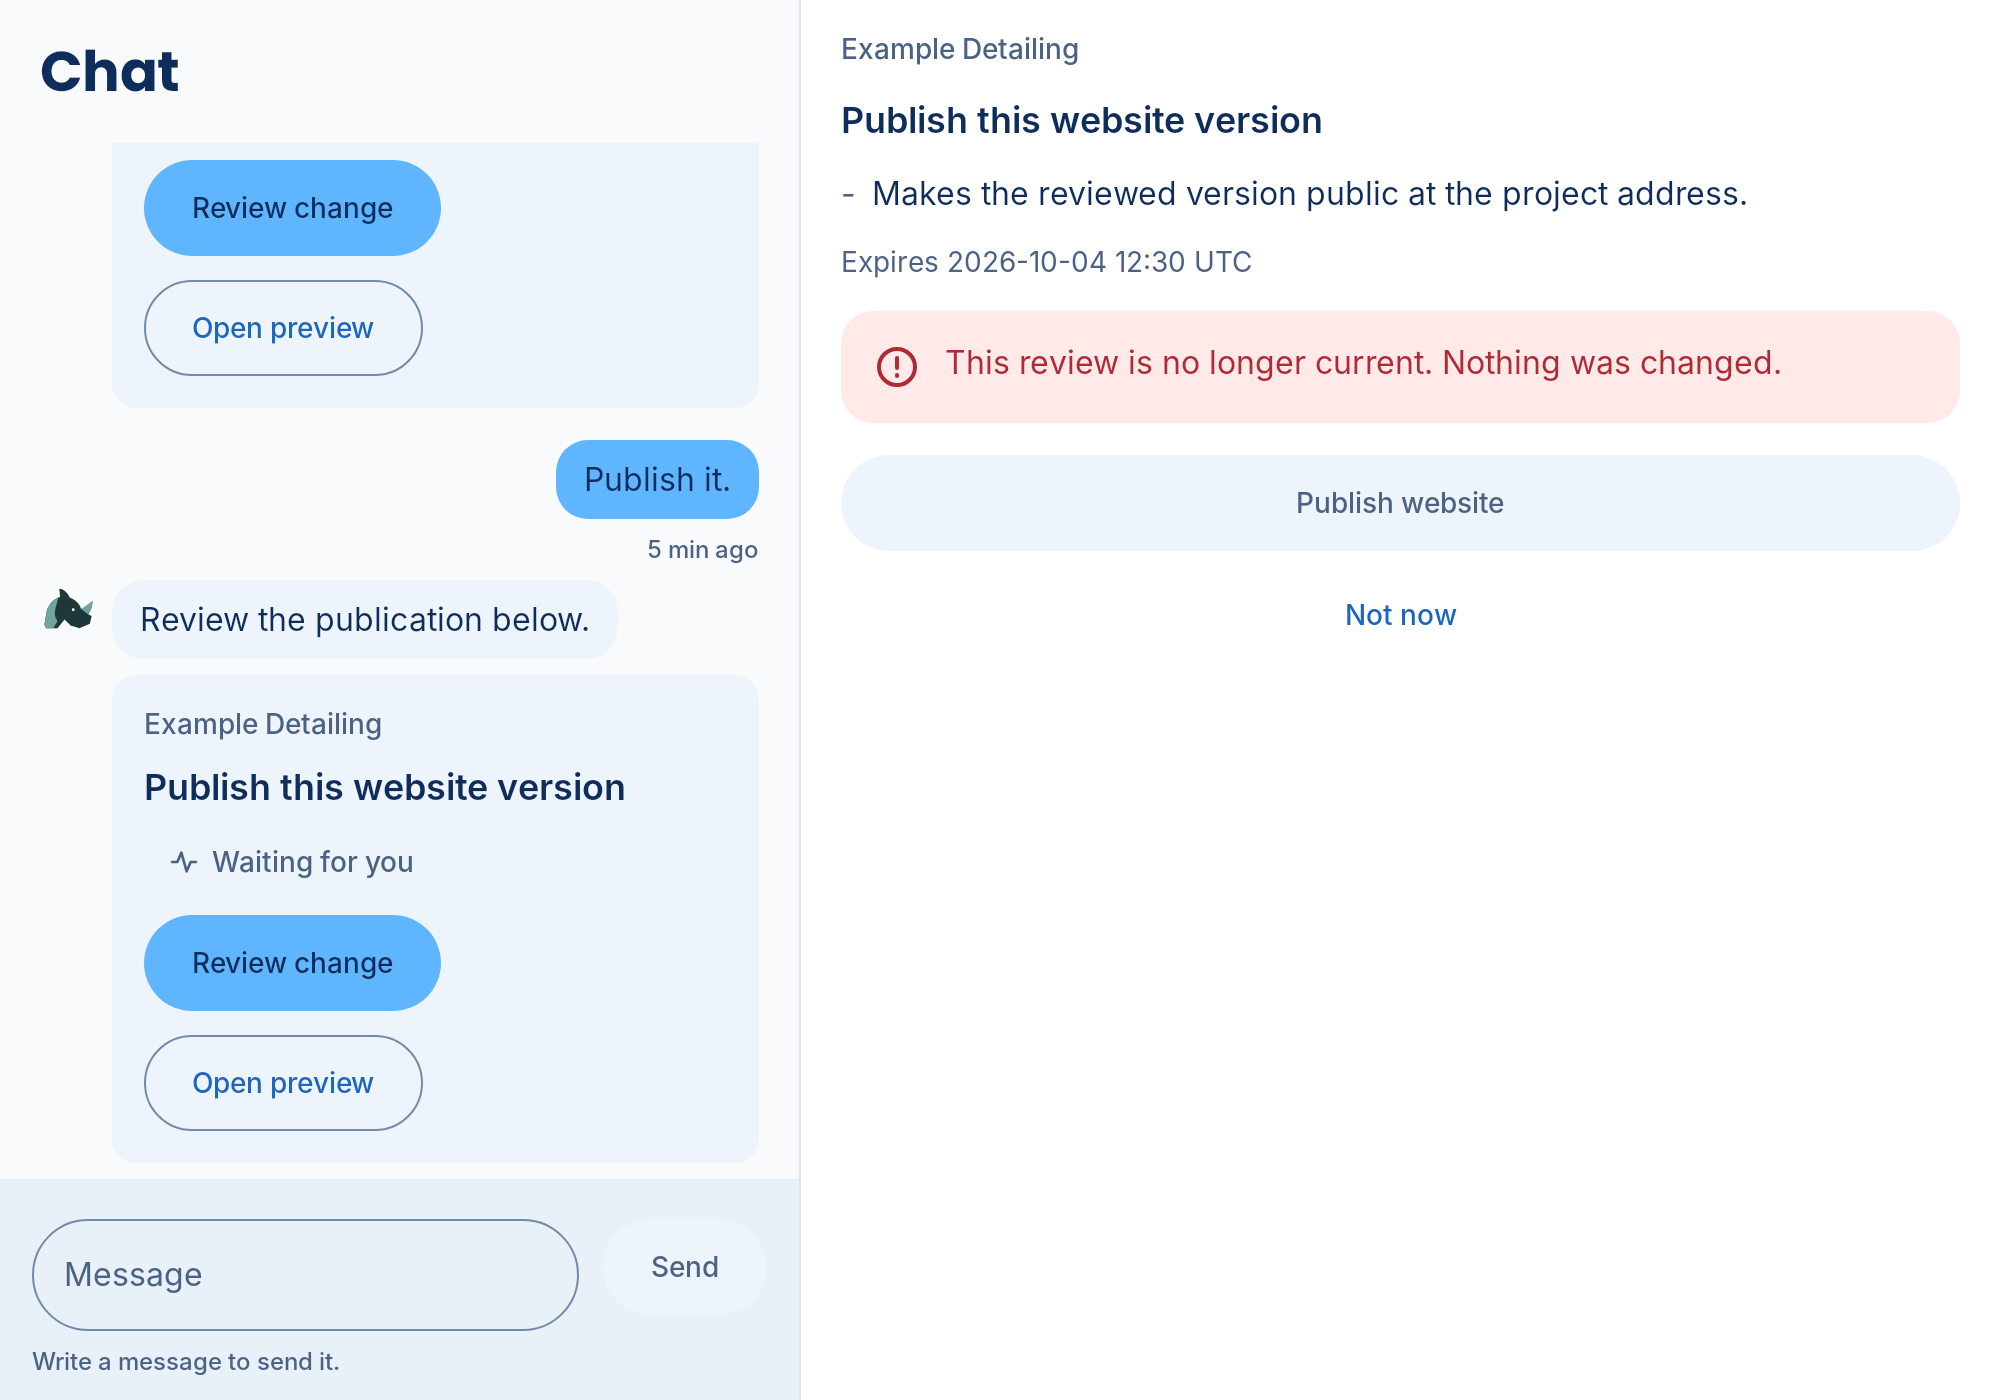 Chat
Review change
Open preview
Publish it.
5 min ago
Review the publication below.
Example Detailing
Publish this website version
Waiting for you
Review change
Open preview
Message
Send
Write a message to send it.
Example Detailing
Publish this website version
- Makes the reviewed version public at the project address.
Expires 2026-10-04 12:30 UTC
This review is no longer current. Nothing was changed.
Publish website
Not now